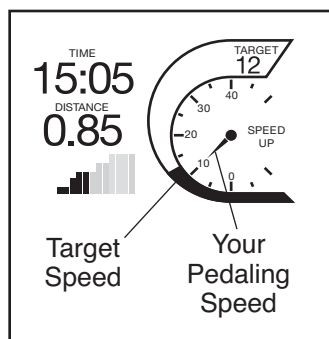 TIME
15:05
DISTANCE
0.85
TARGET
12
40
30
20
10
0
SPEED
UP
Target
Speed
Your
Pedaling
Speed